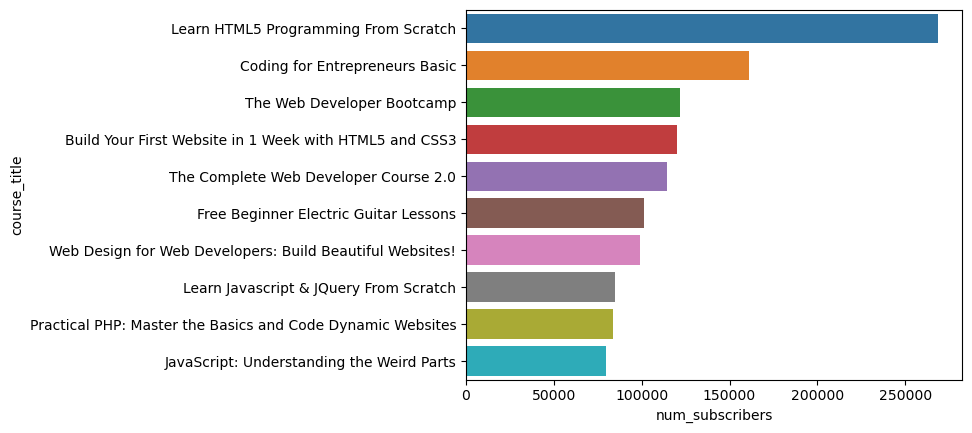 Learn HTML5 Programming From Scratch
Coding for Entrepreneurs Basic
The Web Developer Bootcamp
Build Your First Website in 1 Week with HTML5 and CSS3
The Complete Web Developer Course 2.0
Free Beginner Electric Guitar Lessons
Web Design for Web Developers: Build Beautiful Websites!
Learn Javascript & JQuery From Scratch
Practical PHP: Master the Basics and Code Dynamic Websites
JavaScript: Understanding the Weird Parts
course_title
0 50000 100000 150000 200000 250000
num_subscribers